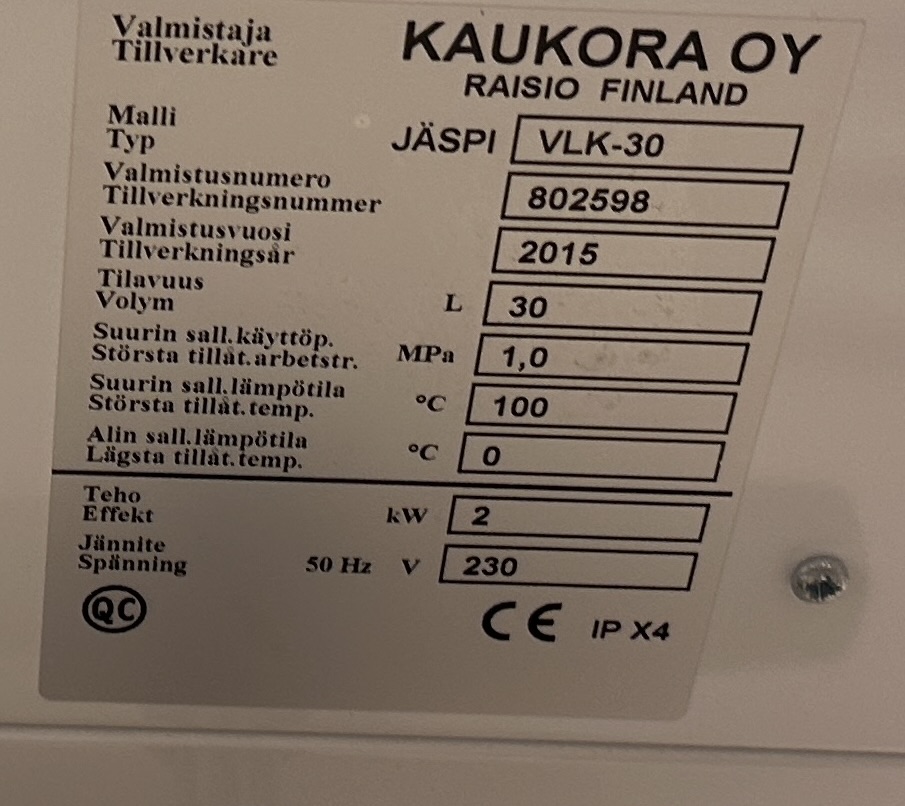 Valmistaja
Tillverkare
KAUKORA OY
RAISIO FINLAND
Malli
Typ JÄSPI VLK-30
Valmistusnumero
Tillverkningsnummer 802598
Valmistusvuosi
Tillverkningsår 2015
Tilavuus
Volym L 30
Suurin sall.käyttöp.
Största tillåt.arbetstr. MPa 1,0
Suurin sall.lämpötila
Största tillåt.temp. °C 100
Alin sall.lämpötila
Lägsta tillåt.temp. °C 0
Teho
Effekt kW 2
Jännite
Spänning 50 Hz V 230
QC CE IP X4